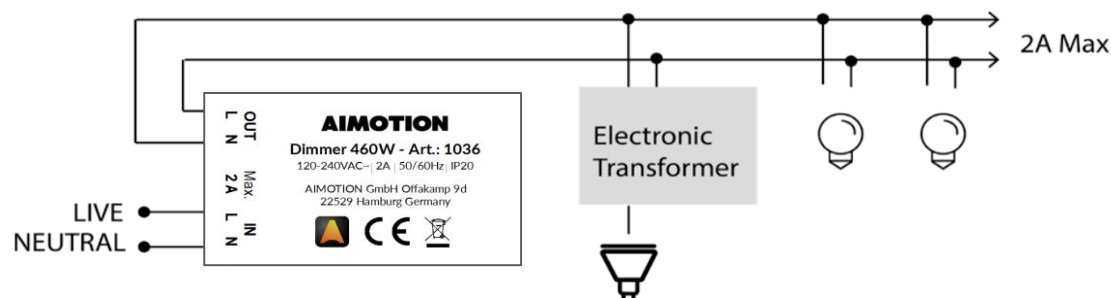 2A Max
OUT
L N
Max.
2A
IN
L N
AIMOTION
Dimmer 460W - Art.: 1036
120-240VAC~| 2A | 50/60Hz | IP20
AIMOTION GmbH Offakamp 9d
22529 Hamburg Germany
CE
LIVE
NEUTRAL
Electronic
Transformer